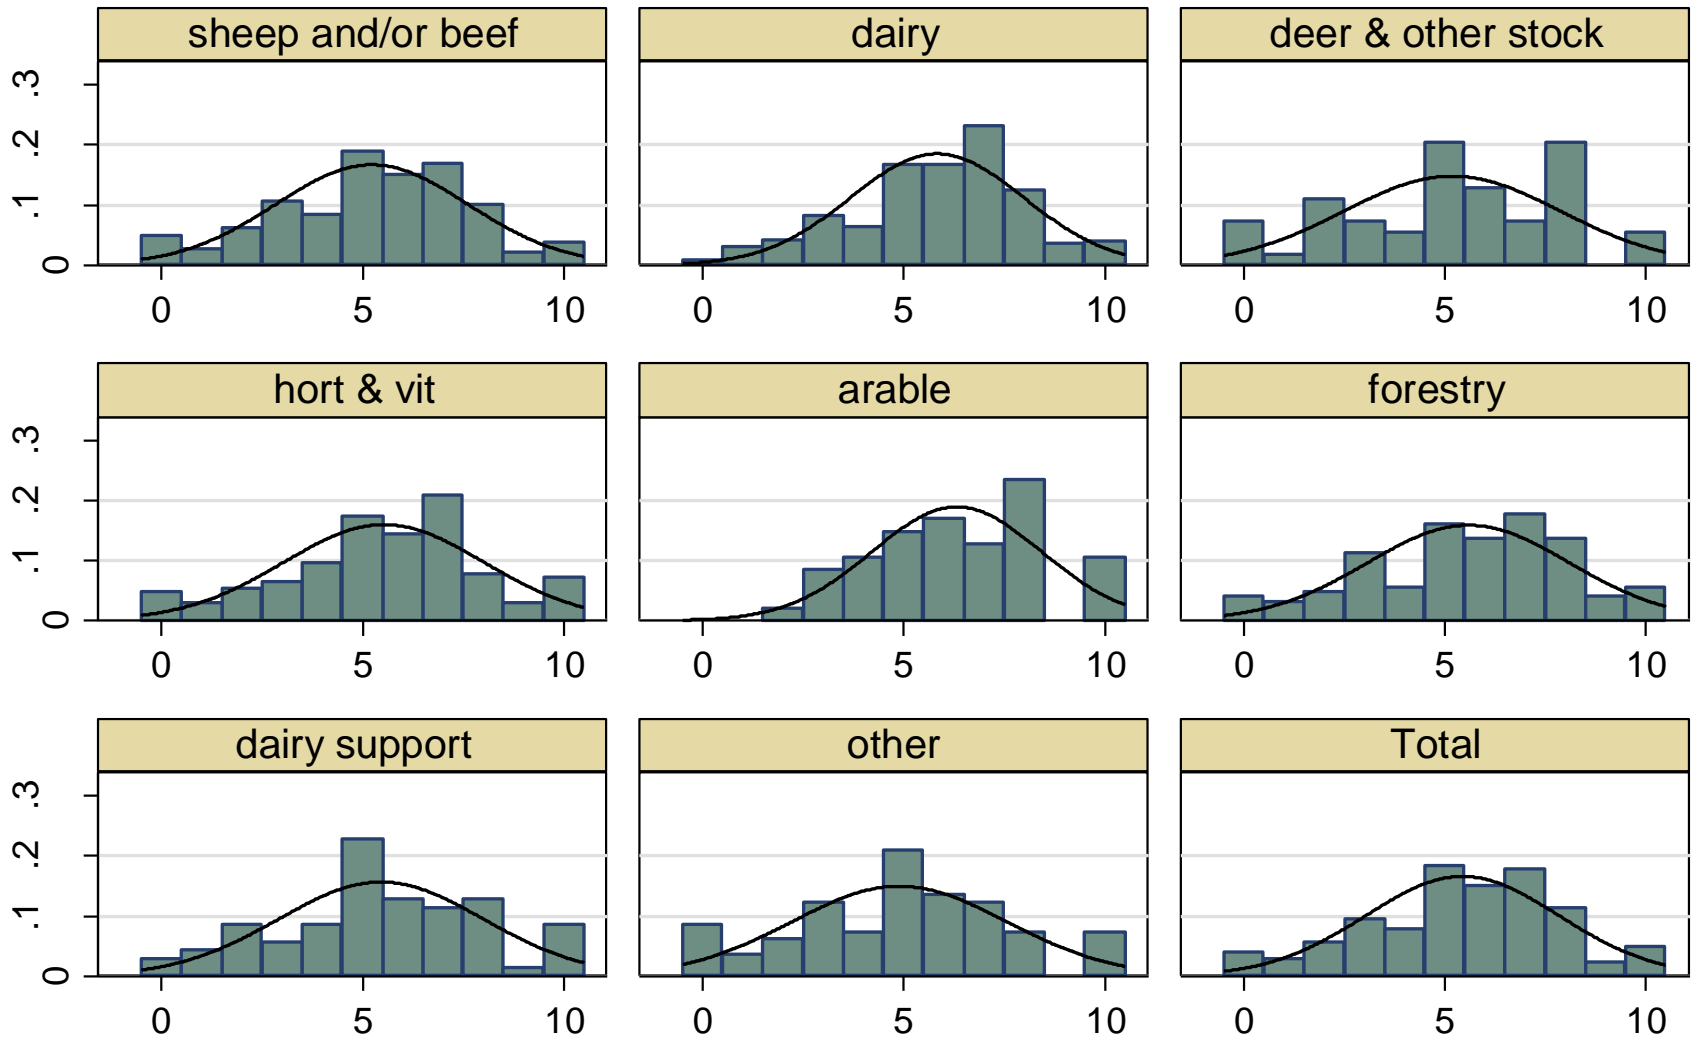 sheep and/or beef dairy deer & other stock
.3
.2
.1
0
0 5 10 0 5 10 0 5 10
hort & vit arable forestry
.3
.2
.1
0
0 5 10 0 5 10 0 5 10
dairy support other Total
.3
.2
.1
0
0 5 10 0 5 10 0 5 10